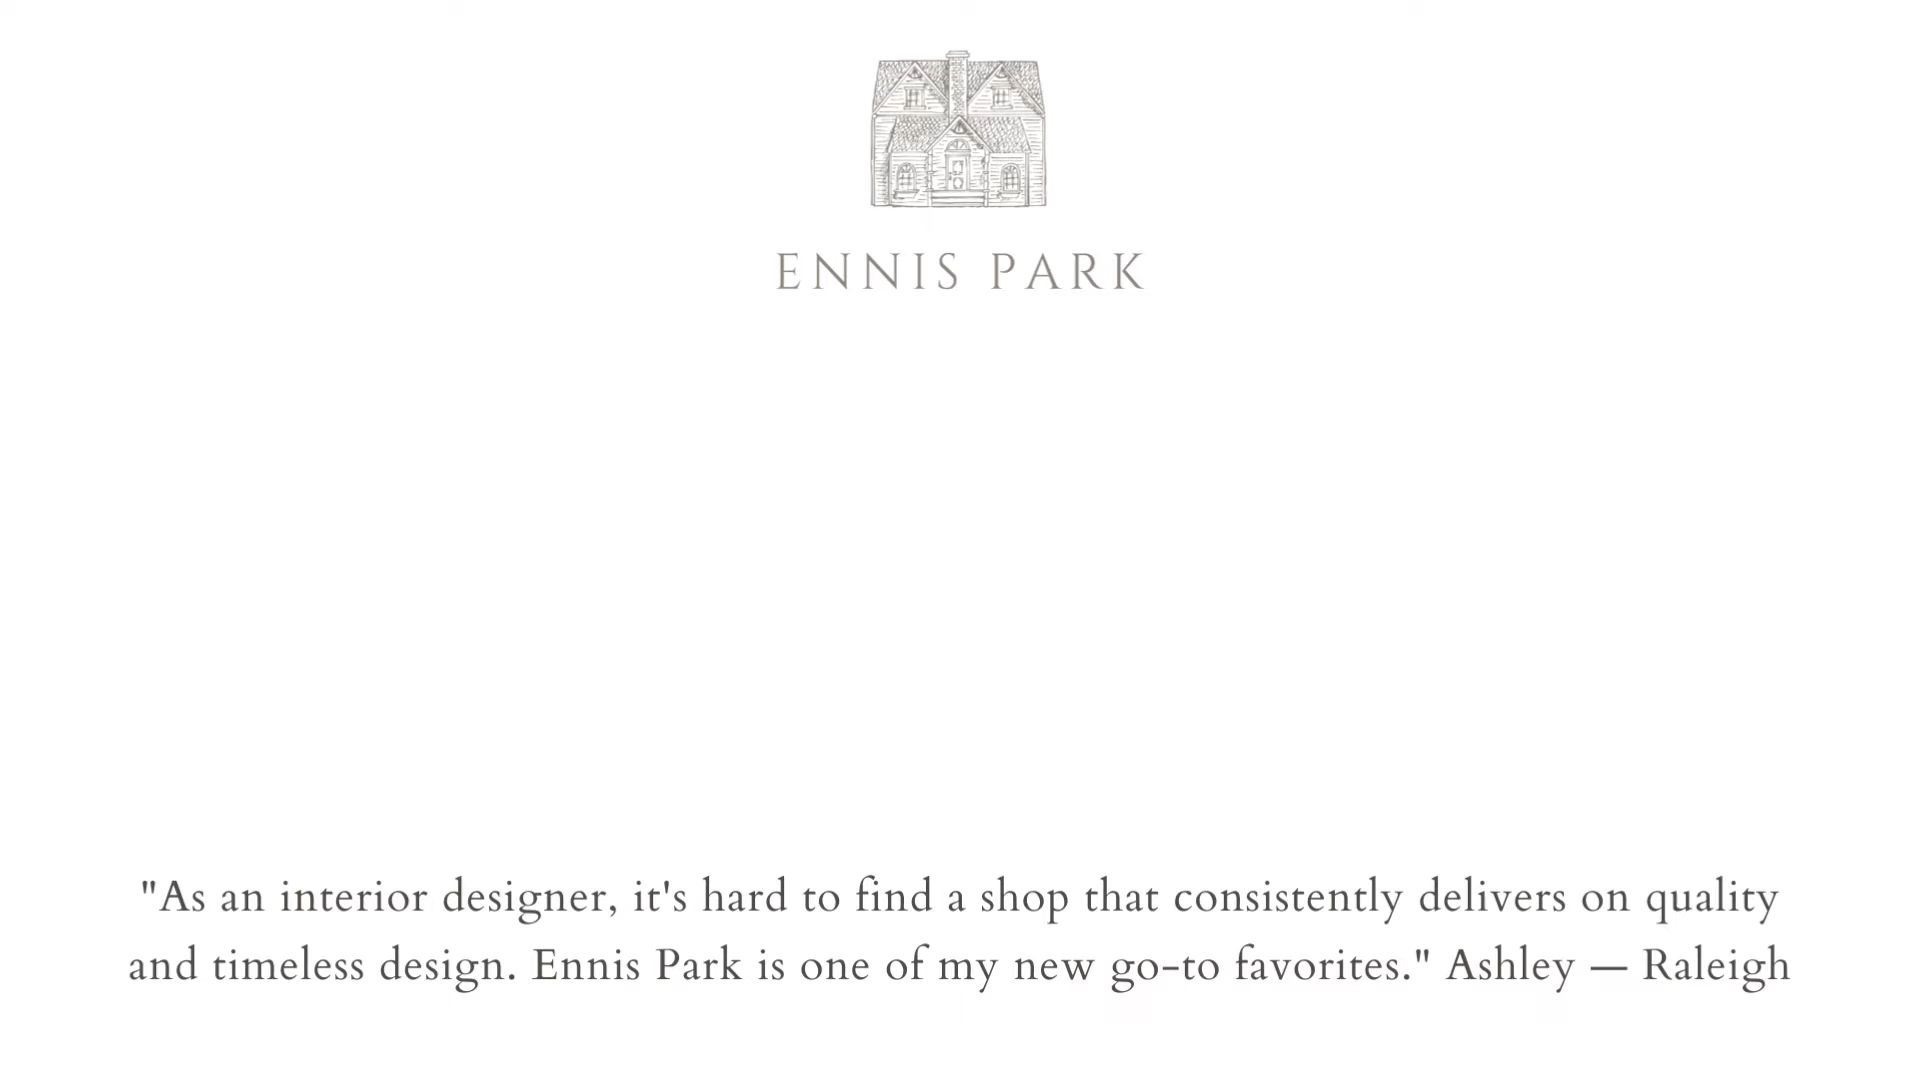 ENNIS PARK
"As an interior designer, it's hard to find a shop that consistently delivers on quality
and timeless design. Ennis Park is one of my new go-to favorites." Ashley — Raleigh